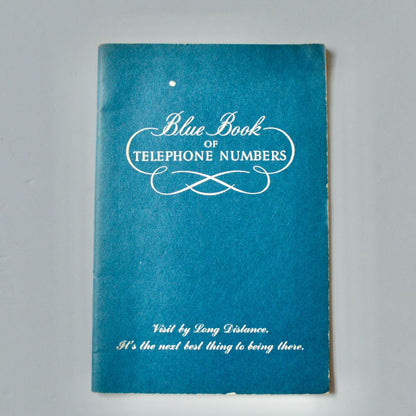 Blue Book
OF
TELEPHONE NUMBERS
Visit by Long Distance.
It's the next best thing to being there.